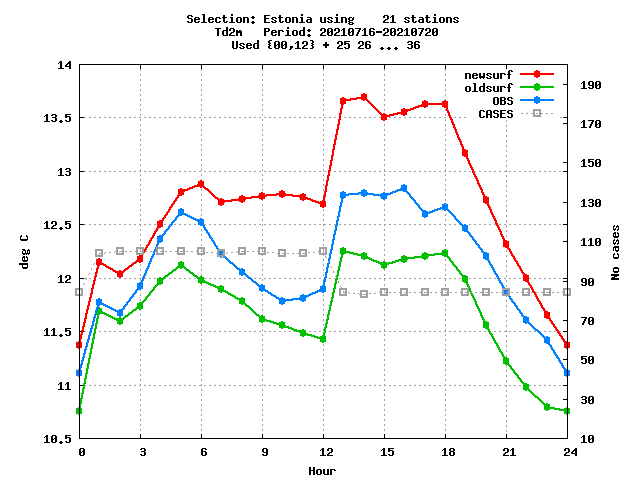 Selection: Estonia using    21 stations
Td2m   Period: 20210716-20210720
Used {00,12} + 25 26 ... 36
newsurf
oldsurf
OBS
CASES
deg C
14
13.5
13
12.5
12
11.5
11
10.5
190
170
150
130
110
90
70
50
30
10
No cases
0 3 6 9 12 15 18 21 24
Hour